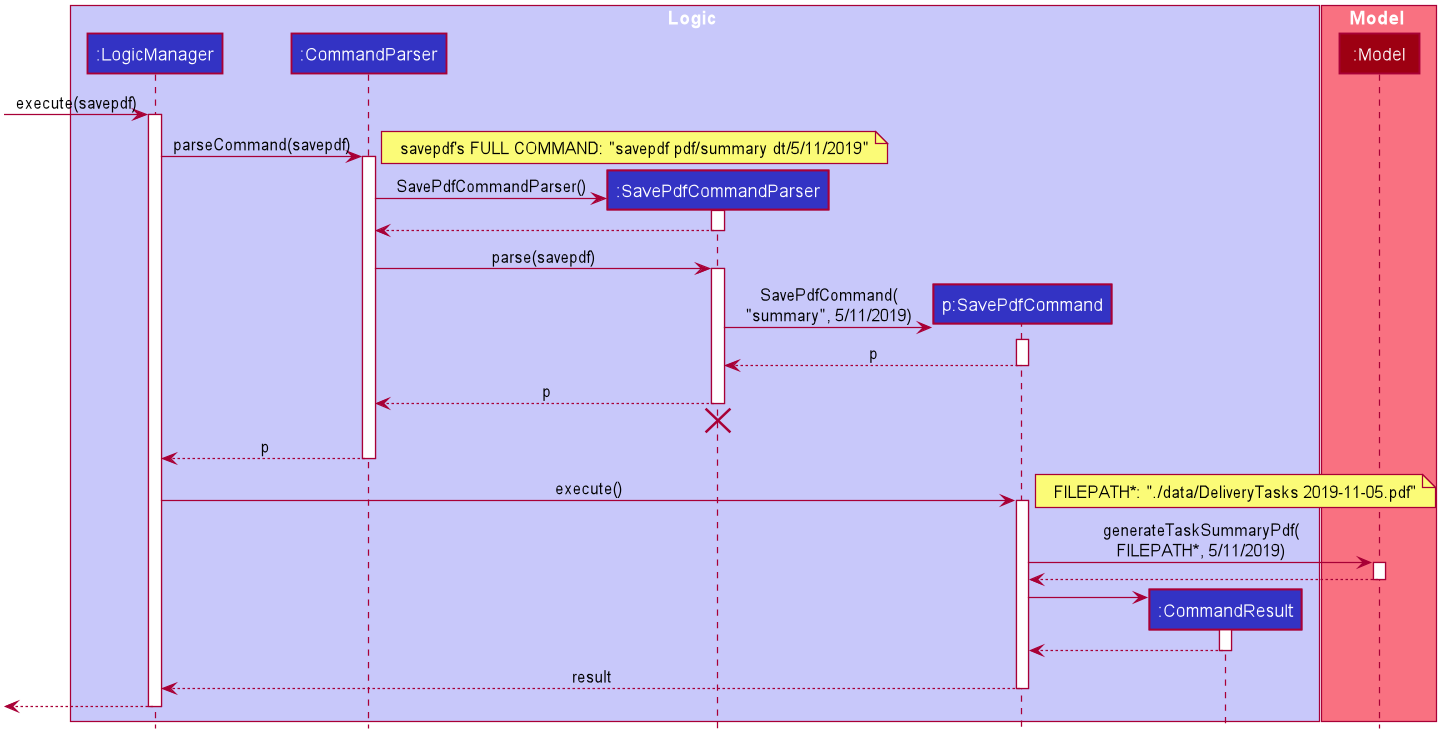 Logic
Model
:LogicManager
:CommandParser
:Model
execute(savepdf)
parseCommand(savepdf)
savepdf's FULL COMMAND: "savepdf pdf/summary dt/5/11/2019"
SavePdfCommandParser()
:SavePdfCommandParser
parse(savepdf)
SavePdfCommand(
"summary", 5/11/2019)
p:SavePdfCommand
p
p
p
execute()
FILEPATH*: "./data/DeliveryTasks 2019-11-05.pdf"
generateTaskSummaryPdf(
FILEPATH*, 5/11/2019)
:CommandResult
result